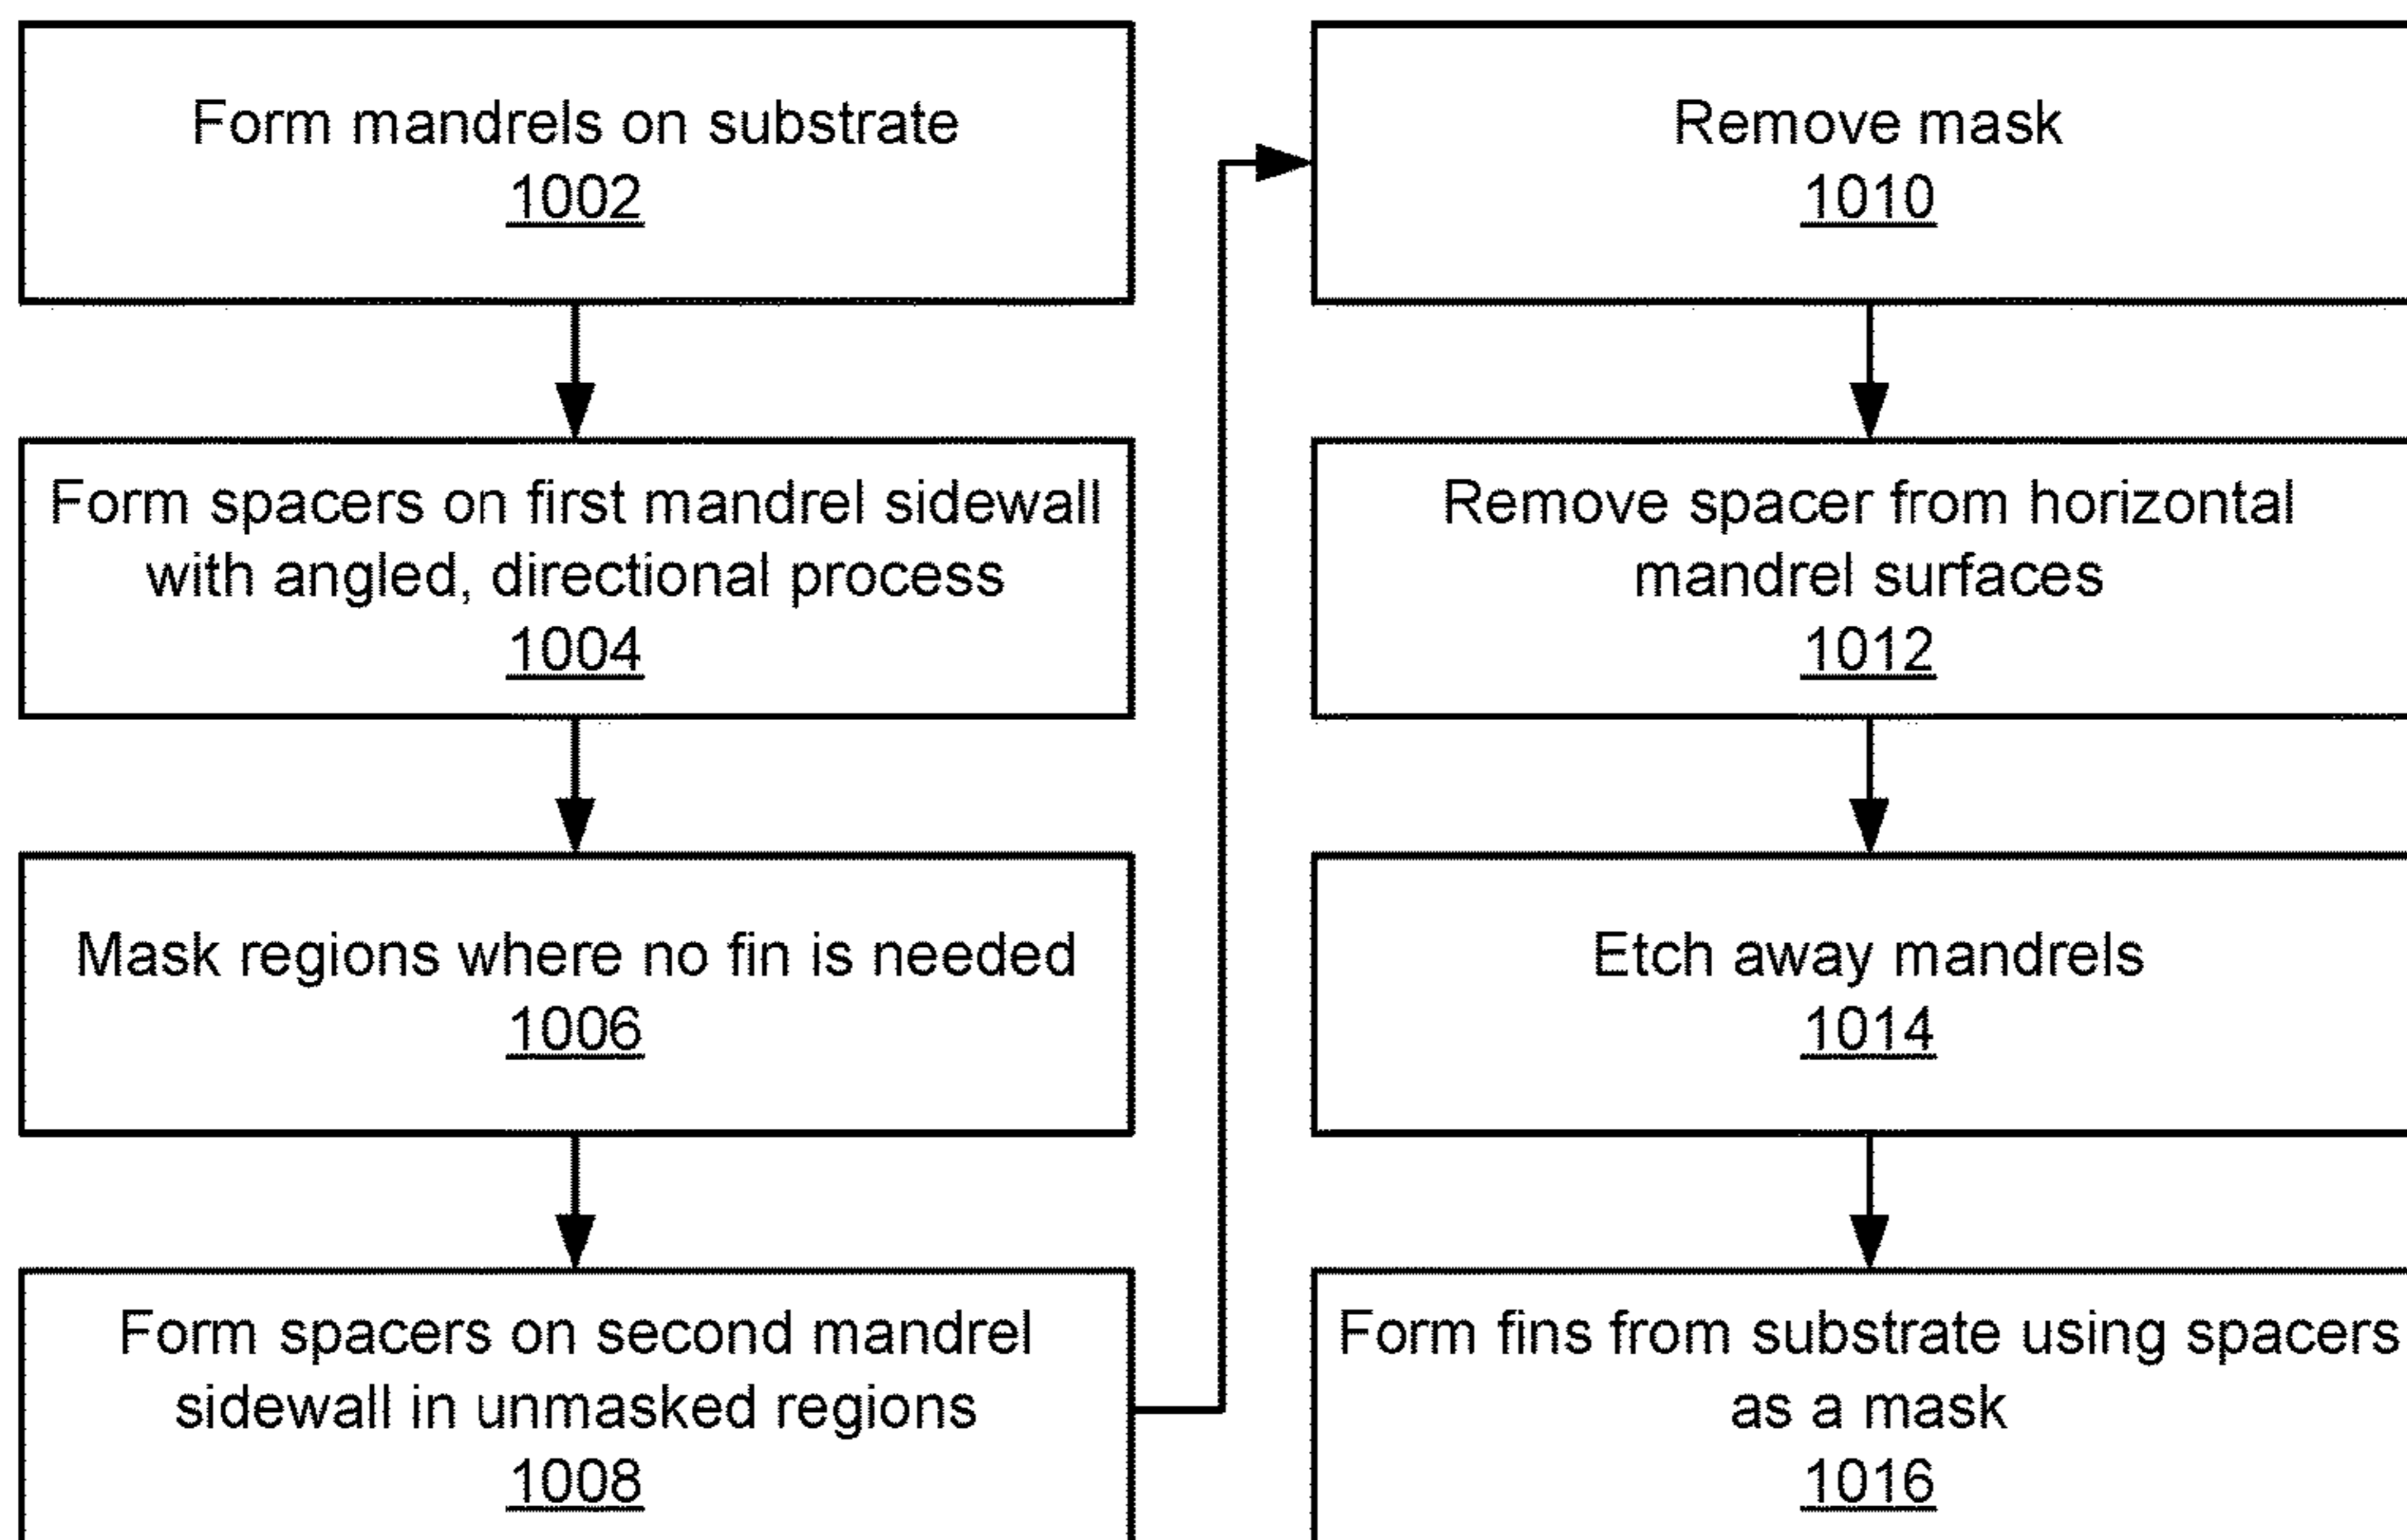 Form mandrels on substrate
1002
Form spacers on first mandrel sidewall
with angled, directional process
1004
Mask regions where no fin is needed
1006
Form spacers on second mandrel
sidewall in unmasked regions
1008
Remove mask
1010
Remove spacer from horizontal
mandrel surfaces
1012
Etch away mandrels
1014
Form fins from substrate using spacers
as a mask
1016